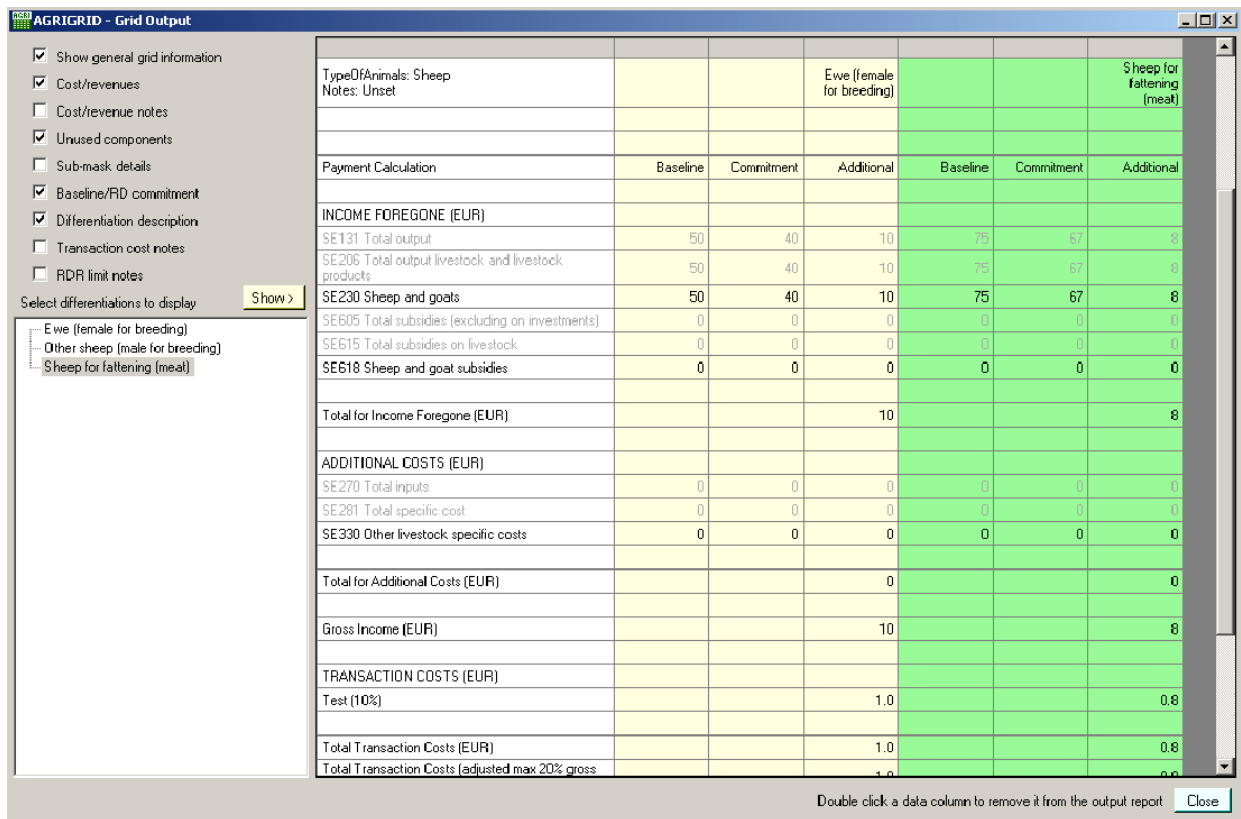 AGRIGRID - Grid Output
Show general grid information
Cost/revenues
Cost/revenue notes
Unused components
Sub-mask details
Baseline/RD commitment
Differentiation description
Transaction cost notes
RDR limit notes
Select differentiations to display Show >
Ewe (female for breeding)
Other sheep (male for breeding)
Sheep for fattening (meat)
TypeOfAnimals: Sheep
Notes: Unset
Ewe (female
for breeding)
Sheep for
fattening
(meat)
Payment Calculation Baseline Commitment Additional Baseline Commitment Additional
INCOME FOREGONE (EUR)
SE131 Total output 50 40 10 75 67 8
SE206 Total output livestock and livestock
products 50 40 10 75 67 8
SE230 Sheep and goats 50 40 10 75 67 8
SE605 Total subsidies (excluding on investments) 0 0 0 0 0 0
SE615 Total subsidies on livestock 0 0 0 0 0 0
SE618 Sheep and goat subsidies 0 0 0 0 0 0
Total for Income Foregone (EUR) 10 8
ADDITIONAL COSTS (EUR)
SE270 Total inputs 0 0 0 0 0 0
SE281 Total specific cost 0 0 0 0 0 0
SE330 Other livestock specific costs 0 0 0 0 0 0
Total for Additional Costs (EUR) 0 0
Gross Income (EUR) 10 8
TRANSACTION COSTS (EUR)
Test (10%) 1.0 0.8
Total Transaction Costs (EUR) 1.0 0.8
Total Transaction Costs (adjusted max 20% gross
Double click a data column to remove it from the output report Close